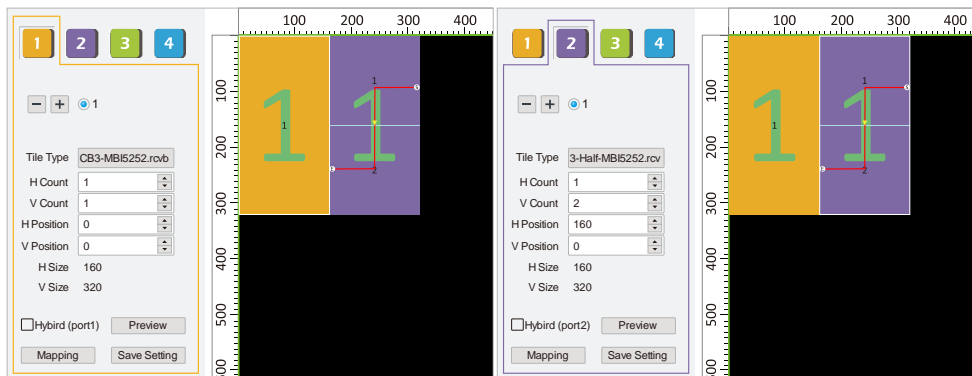 1 2 3 4
1
Tile Type CB3-MBI5252.rcvb
H Count 1
V Count 1
H Position 0
V Position 0
H Size 160
V Size 320
Hybird (port1) Preview
Mapping Save Setting
100 200 300 400
100
200
300
400
500
1
1
1
1
2
1 2 3 4
1
Tile Type 3-Half-MBI5252.rcv
H Count 1
V Count 2
H Position 160
V Position 0
H Size 160
V Size 320
Hybird (port2) Preview
Mapping Save Setting
100 200 300 400
100
200
300
400
500
1
1
1
1
2